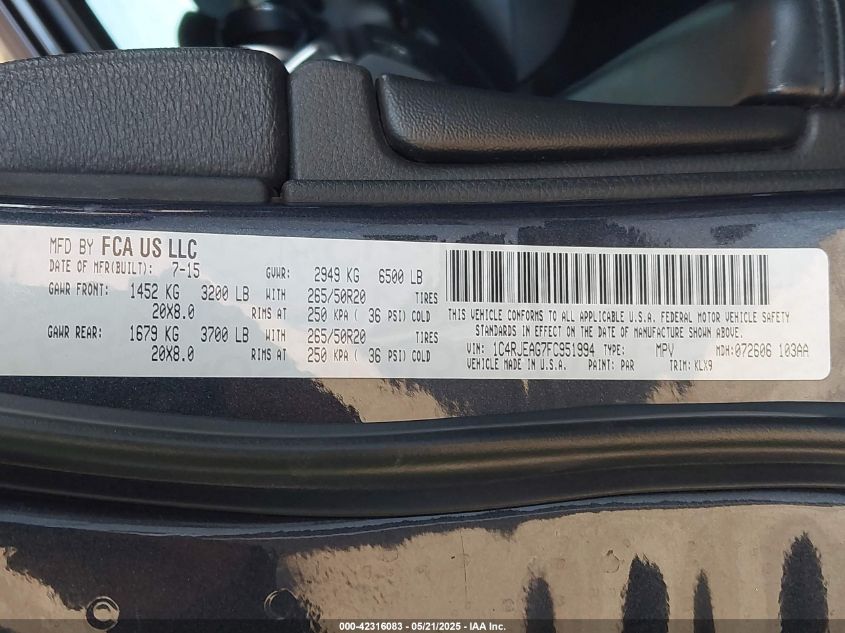 MFD BY FCA US LLC
DATE OF MFR(BUILT): 7-15 GVWR: 2949 KG 6500 LB
GAWR FRONT: 1452 KG 3200 LB WITH 265/50R20 TIRES
20X8.0 RIMS AT 250 KPA ( 36 PSI) COLD
GAWR REAR: 1679 KG 3700 LB WITH 265/50R20 TIRES
20X8.0 RIMS AT 250 KPA ( 36 PSI) COLD
THIS VEHICLE CONFORMS TO ALL APPLICABLE U.S.A. FEDERAL MOTOR VEHICLE SAFETY
STANDARDS IN EFFECT ON THE DATE OF MANUFACTURE SHOWN ABOVE.
VIN: 1C4RJEAG7FC951994 TYPE: MPV MDH: 072606 103AA
VEHICLE MADE IN U.S.A. PAINT: PAR TRIM: KLX9
000-42316083 - 05/21/2025 - IAA Inc.